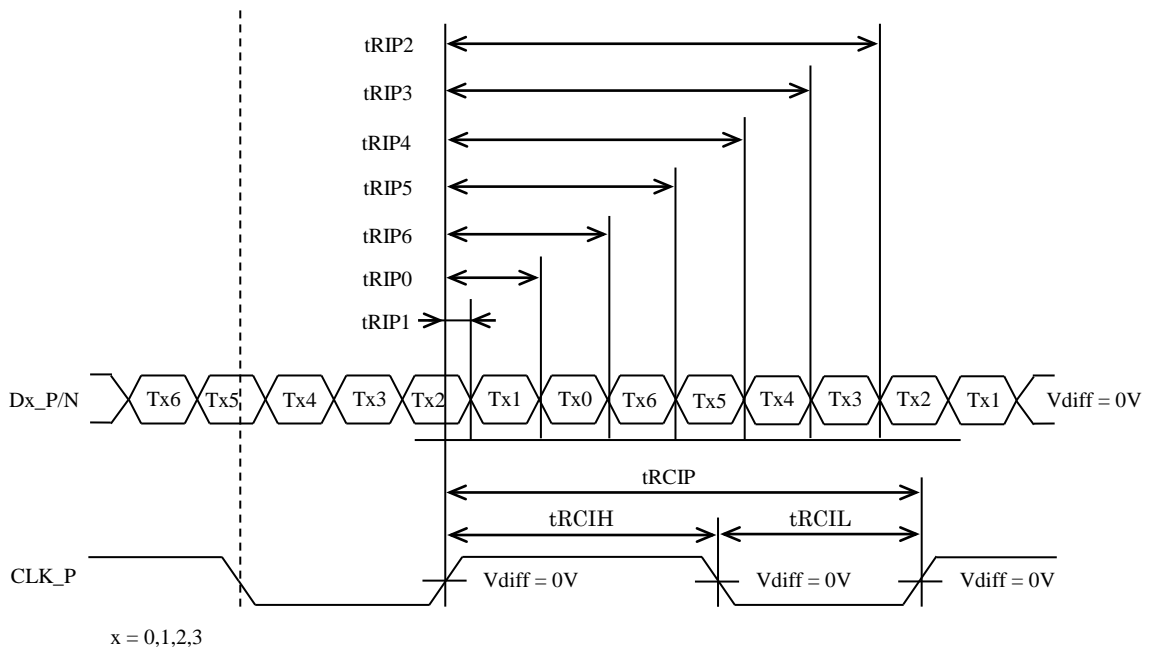 tRIP2
tRIP3
tRIP4
tRIP5
tRIP6
tRIP0
tRIP1
Dx_P/N Tx6 Tx5 Tx4 Tx3 Tx2 Tx1 Tx0 Tx6 Tx5 Tx4 Tx3 Tx2 Tx1 Vdiff = 0V
tRCIP
tRCIH tRCIL
CLK_P Vdiff = 0V Vdiff = 0V Vdiff = 0V
x = 0,1,2,3